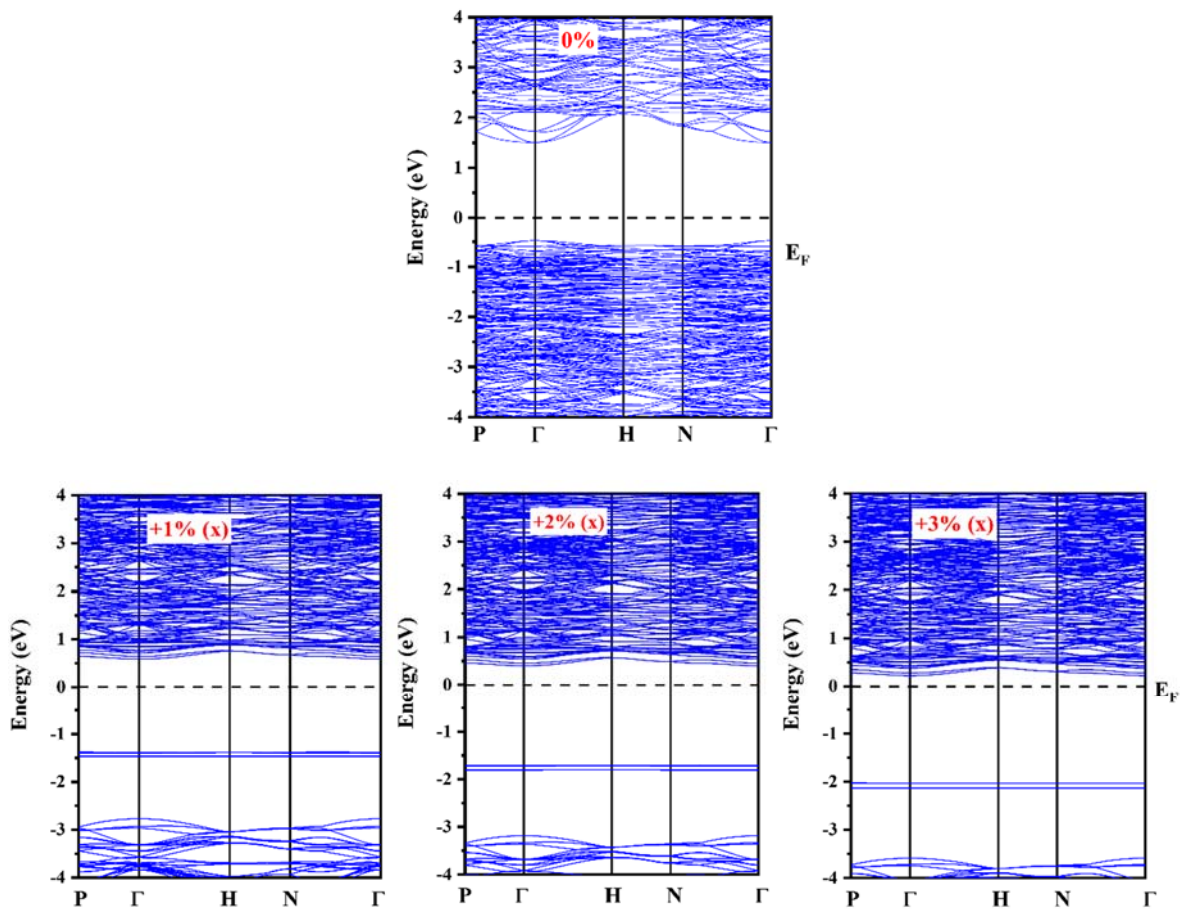 0%
Energy (eV)
4
3
2
1
0
-1
-2
-3
-4
E_F
P Γ H N Γ
+1% (x)
Energy (eV)
4
3
2
1
0
-1
-2
-3
-4
P Γ H N Γ
+2% (x)
Energy (eV)
4
3
2
1
0
-1
-2
-3
-4
P Γ H N Γ
+3% (x)
Energy (eV)
4
3
2
1
0
-1
-2
-3
-4
E_F
P Γ H N Γ